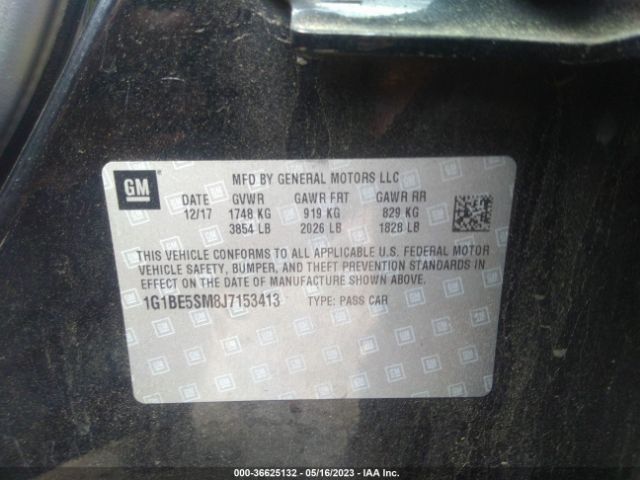 GM
MFD BY GENERAL MOTORS LLC
DATE GVWR GAWR FRT GAWR RR
12/17 1748 KG 919 KG 829 KG
3854 LB 2026 LB 1828 LB
THIS VEHICLE CONFORMS TO ALL APPLICABLE U.S. FEDERAL MOTOR
VEHICLE SAFETY, BUMPER, AND THEFT PREVENTION STANDARDS IN
EFFECT ON THE DATE OF MANUFACTURE SHOWN ABOVE.
1G1BE5SM8J7153413 TYPE: PASS CAR
000-36625132 - 05/16/2023 - IAA Inc.